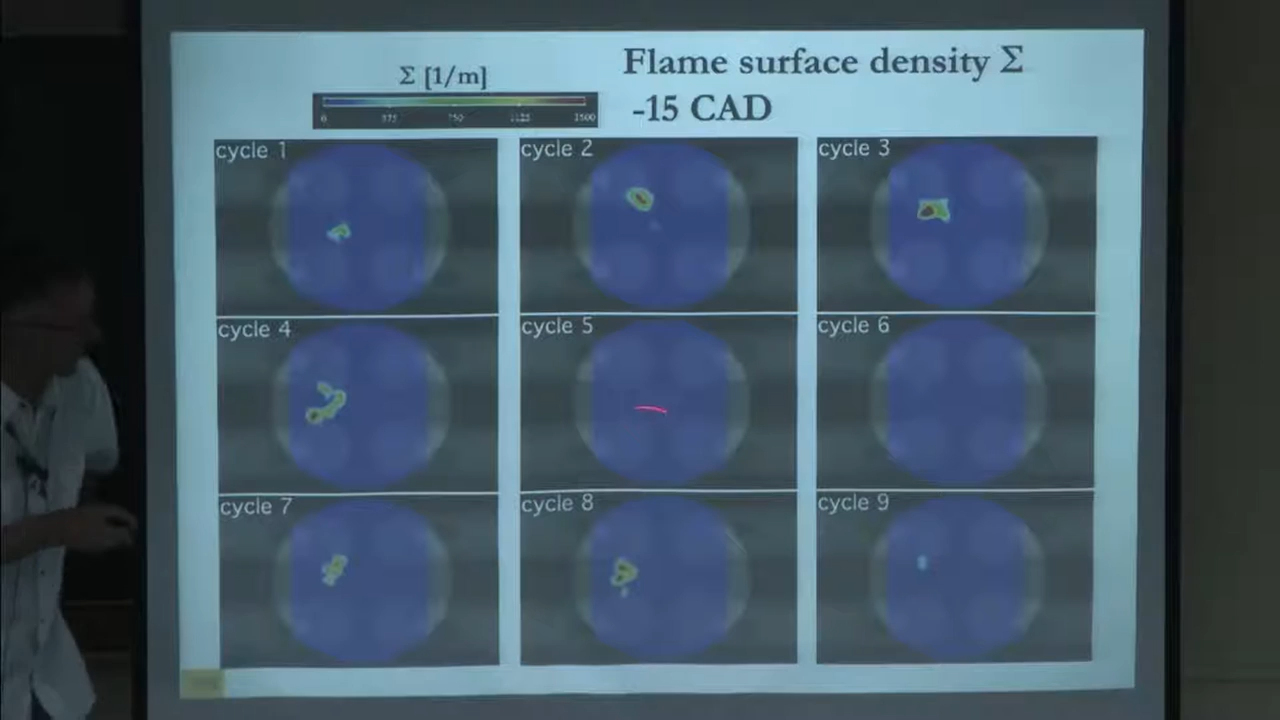 Flame surface density Σ
-15 CAD
Σ [1/m]
0 375 750 1125 1500
cycle 1
cycle 2
cycle 3
cycle 4
cycle 5
cycle 6
cycle 7
cycle 8
cycle 9